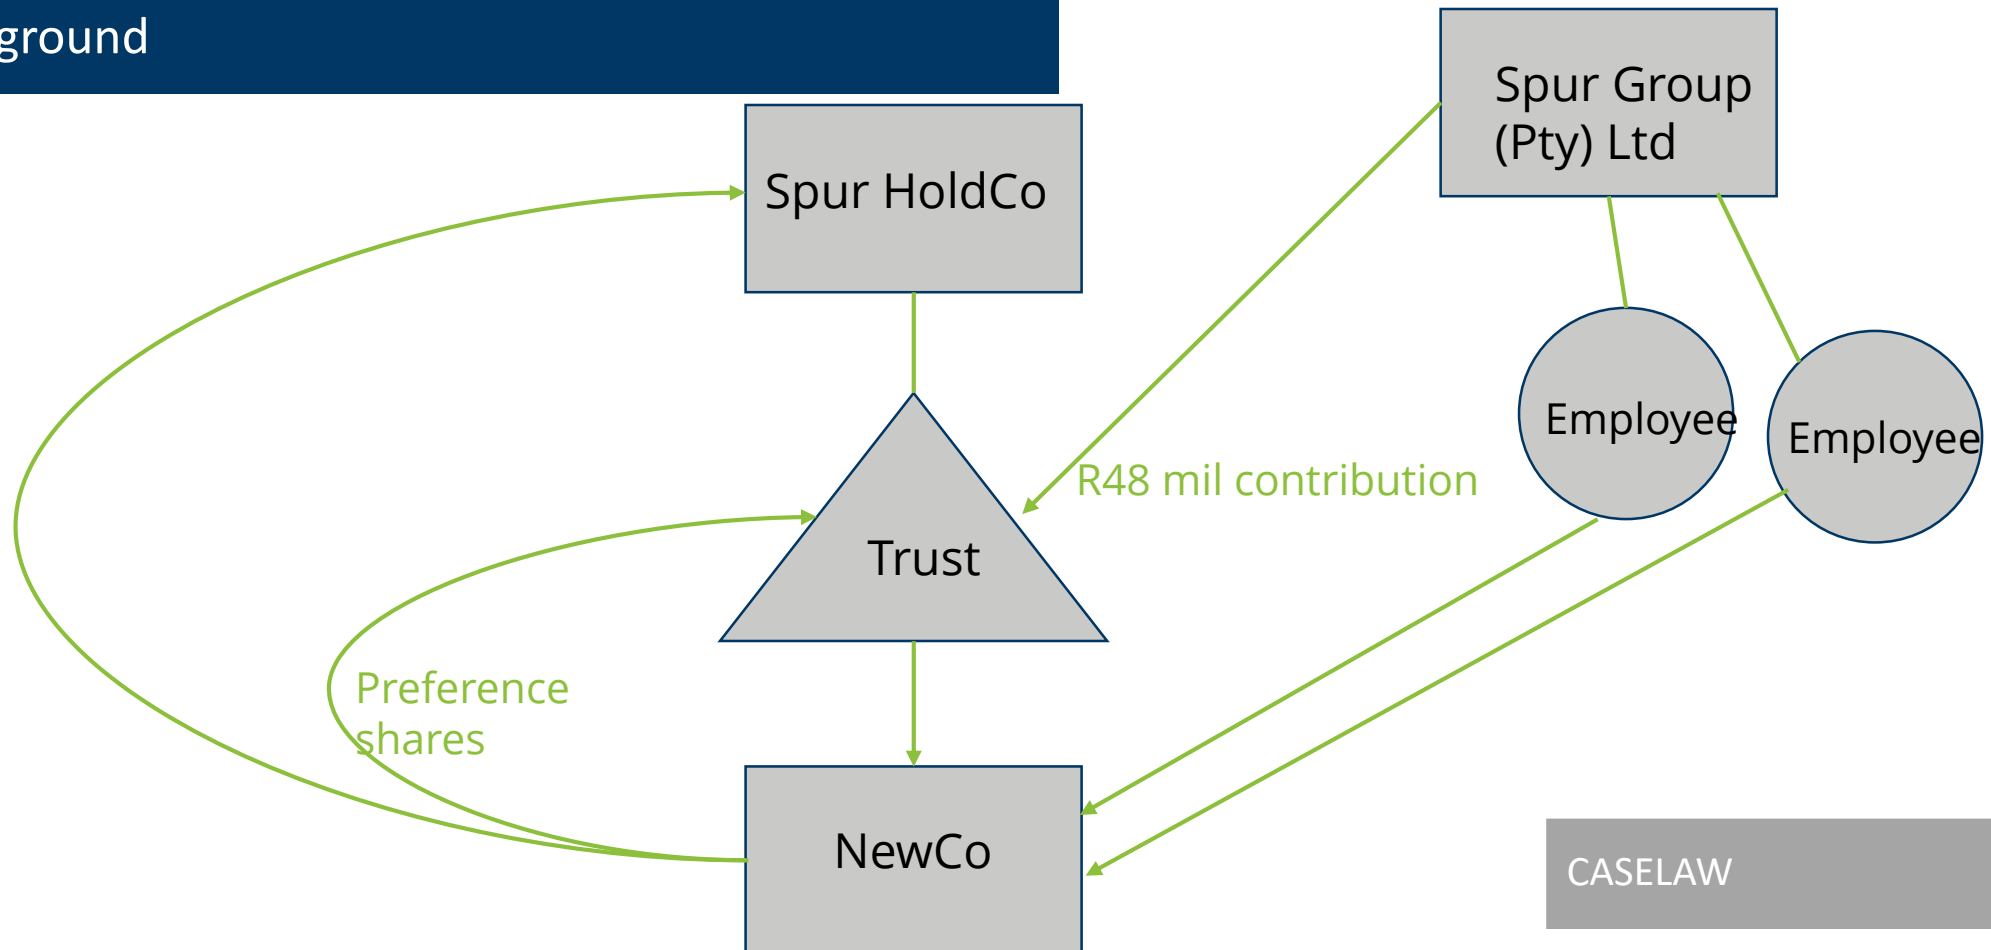 ground
Spur Group
(Pty) Ltd
Spur HoldCo
Employee
Employee
R48 mil contribution
Trust
Preference
shares
NewCo
CASELAW